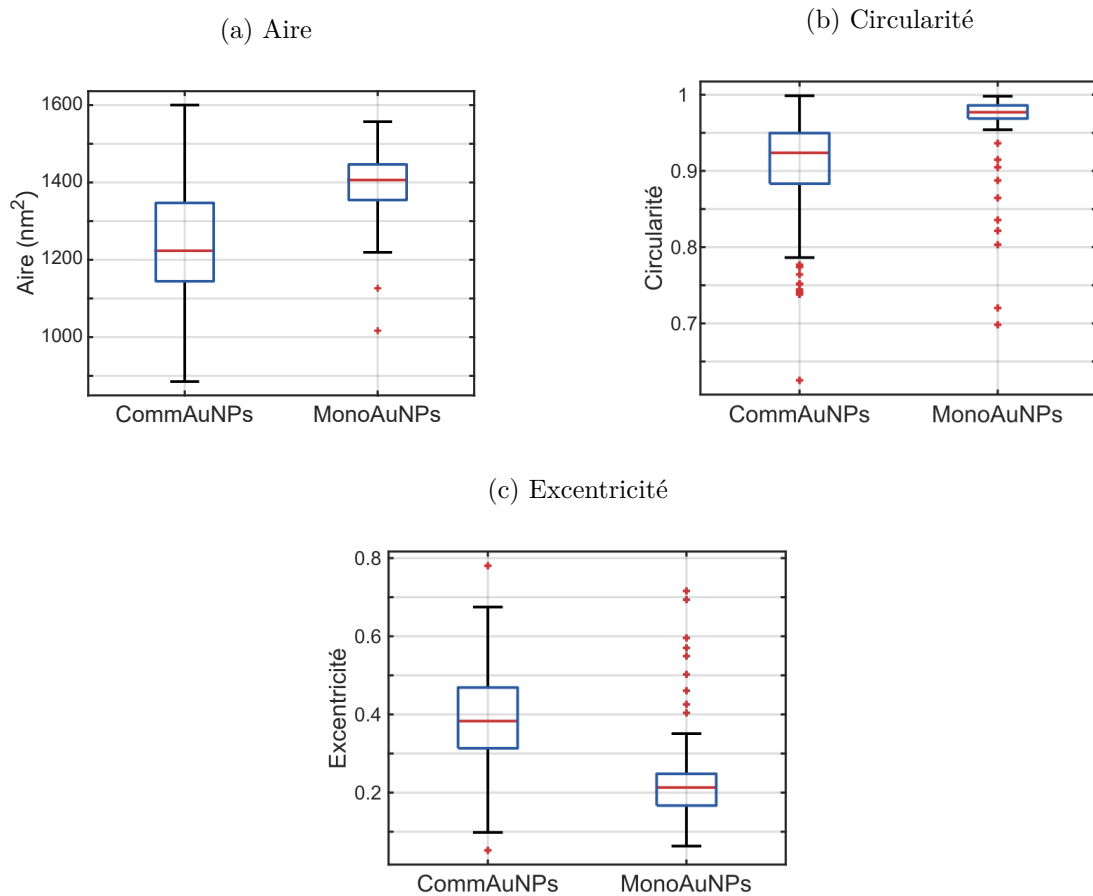 (a) Aire
Aire (nm²)
1600
1400
1200
1000
CommAuNPs
MonoAuNPs
(b) Circularité
Circularité
1
0.9
0.8
0.7
CommAuNPs
MonoAuNPs
(c) Excentricité
Excentricité
0.8
0.6
0.4
0.2
CommAuNPs
MonoAuNPs